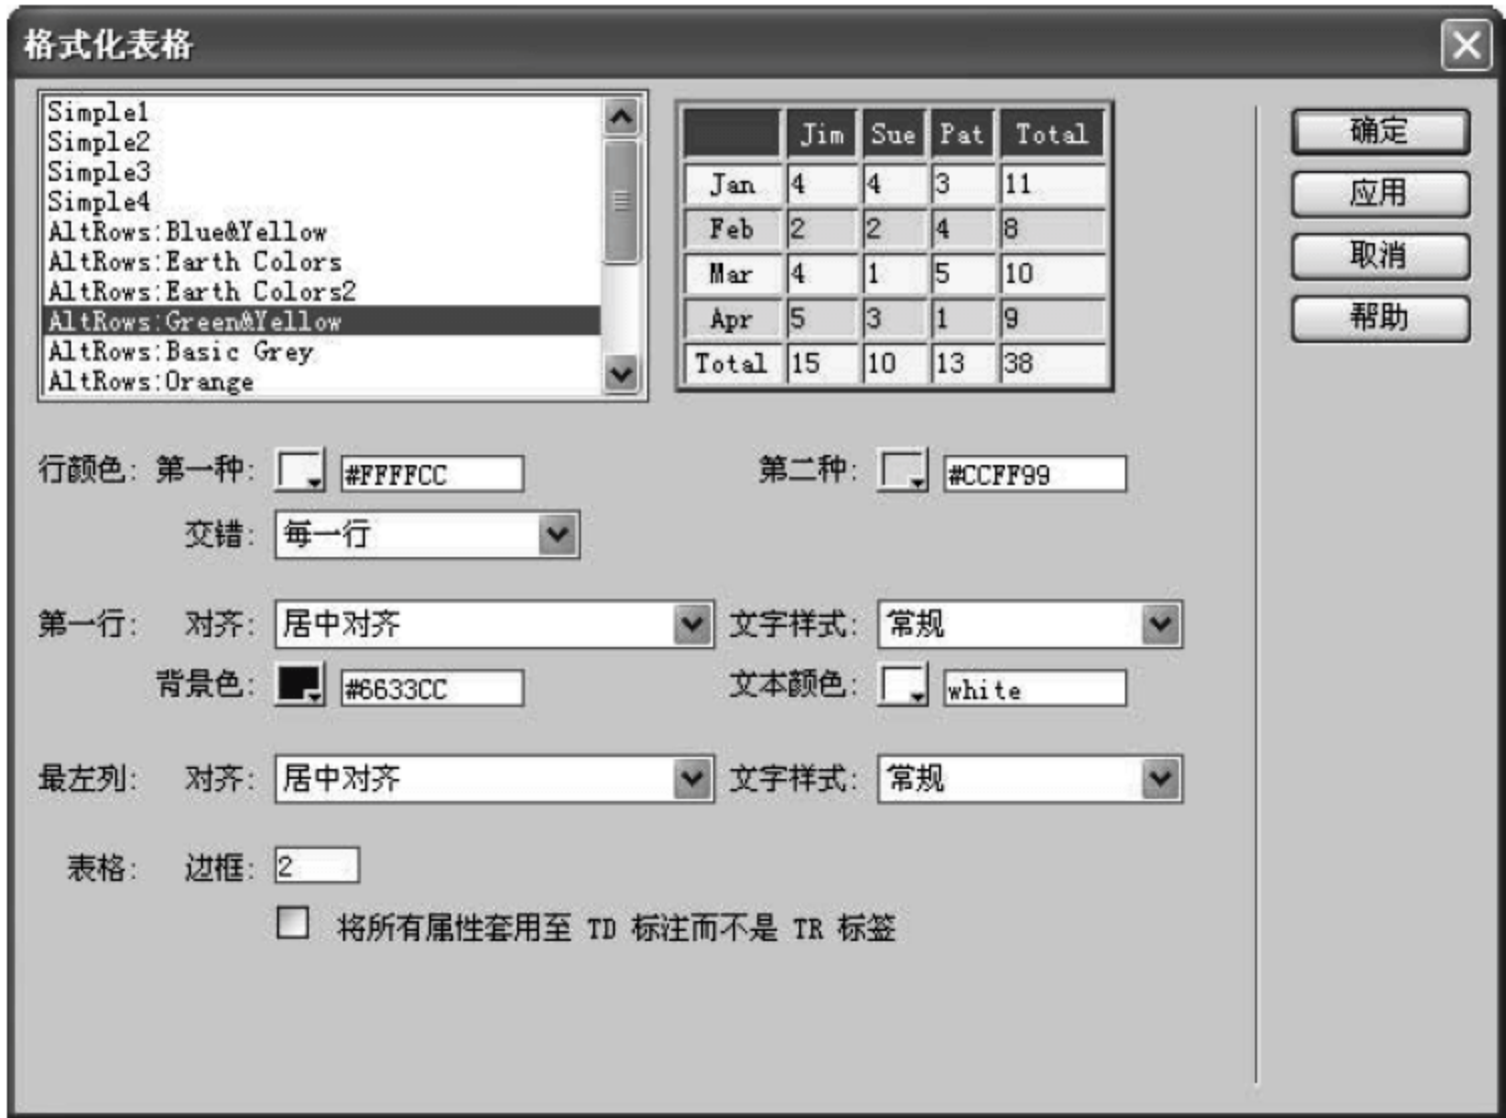 格式化表格
Simple1
Simple2
Simple3
Simple4
AltRows:Blue&Yellow
AltRows:Earth Colors
AltRows:Earth Colors2
AltRows:Green&Yellow
AltRows:Basic Grey
AltRows:Orange
Jim Sue Pat Total
Jan 4 4 3 11
Feb 2 2 4 8
Mar 4 1 5 10
Apr 5 3 1 9
Total 15 10 13 38
确定
应用
取消
帮助
行颜色: 第一种: #FFFFCC 第二种: #CCFF99
交错: 每一行
第一行: 对齐: 居中对齐 文字样式: 常规
背景色: #6633CC 文本颜色: white
最左列: 对齐: 居中对齐 文字样式: 常规
表格: 边框: 2
将所有属性套用至 TD 标注而不是 TR 标签